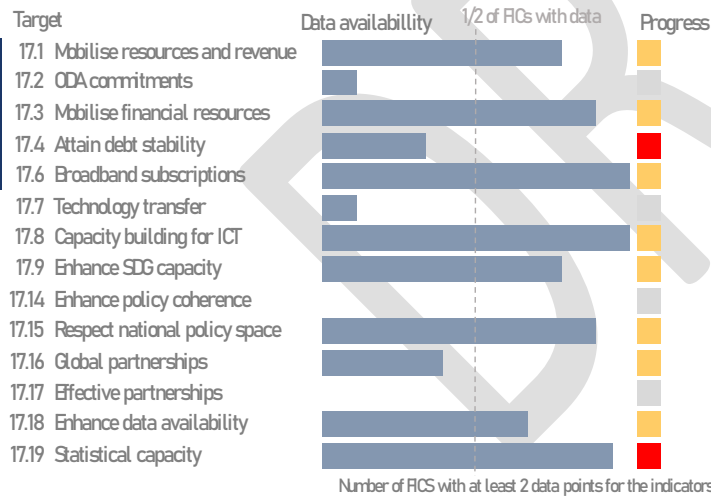 Target Data availabillity 1/2 of FICs with data Progress
17.1 Mobilise resources and revenue
17.2 ODA commitments
17.3 Mobilise financial resources
17.4 Attain debt stability
17.6 Broadband subscriptions
17.7 Technology transfer
17.8 Capacity building for ICT
17.9 Enhance SDG capacity
17.14 Enhance policy coherence
17.15 Respect national policy space
17.16 Global partnerships
17.17 Effective partnerships
17.18 Enhance data availability
17.19 Statistical capacity
Number of FICS with at least 2 data points for the indicators